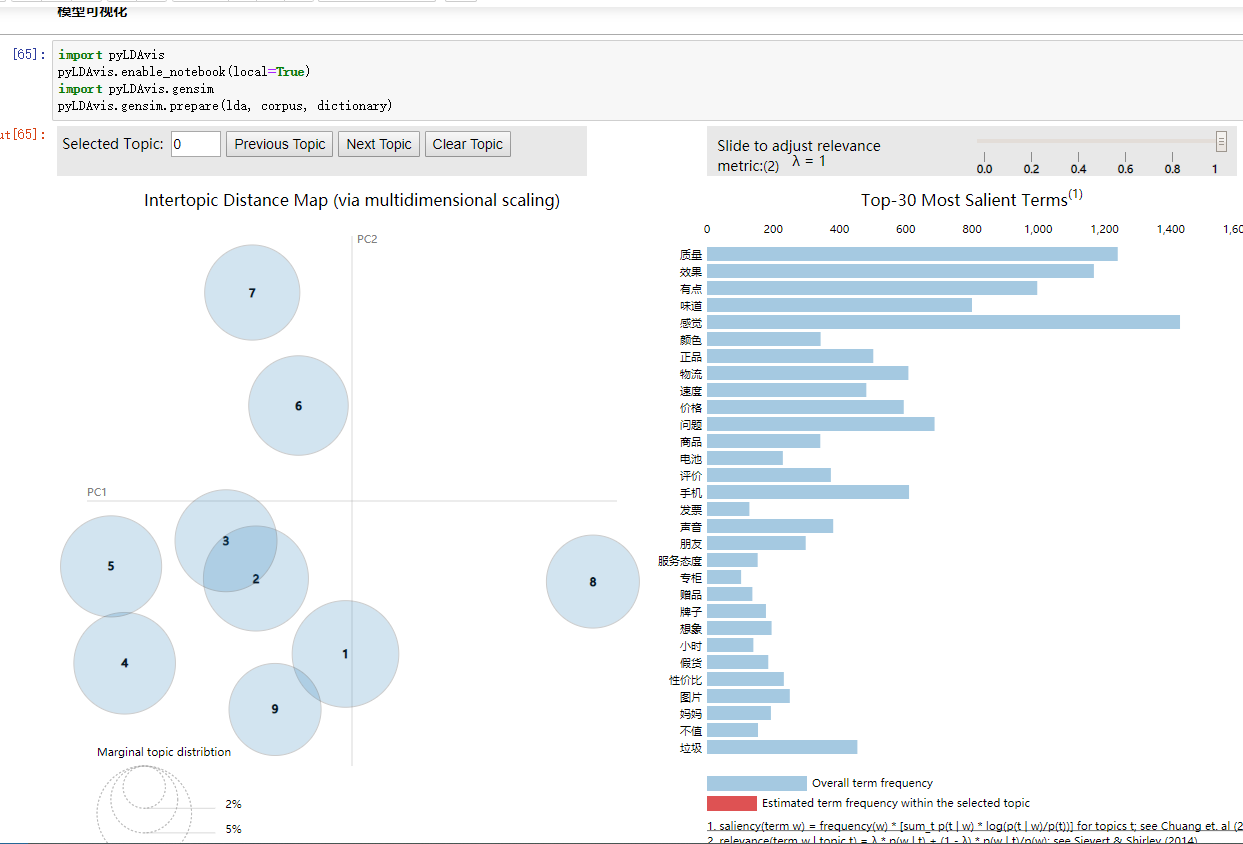 模型可视化
[65]:
import pyLDAvis
pyLDAvis.enable_notebook(local=True)
import pyLDAvis.gensim
pyLDAvis.gensim.prepare(lda, corpus, dictionary)
ut[65]:
Selected Topic: 0 Previous Topic Next Topic Clear Topic
Slide to adjust relevance
metric:(2) λ = 1
0.0 0.2 0.4 0.6 0.8 1
Intertopic Distance Map (via multidimensional scaling)
PC2
PC1
7
6
3
5
2
8
1
4
9
Marginal topic distribtion
2%
5%
Top-30 Most Salient Terms(1)
0 200 400 600 800 1,000 1,200 1,400 1,60
质量
效果
有点
味道
感觉
颜色
正品
物流
速度
价格
问题
商品
电池
评价
手机
发票
声音
朋友
服务态度
专柜
赠品
牌子
想象
小时
假货
性价比
图片
妈妈
不值
垃圾
Overall term frequency
Estimated term frequency within the selected topic
1. saliency(term w) = frequency(w) * [sum_t p(t | w) * log(p(t | w)/p(t))] for topics t; see Chuang et. al (2
2. relevance(term w | topic t) = λ * p(w | t) + (1 - λ) * p(w | t)/p(w); see Sievert & Shirley (2014)